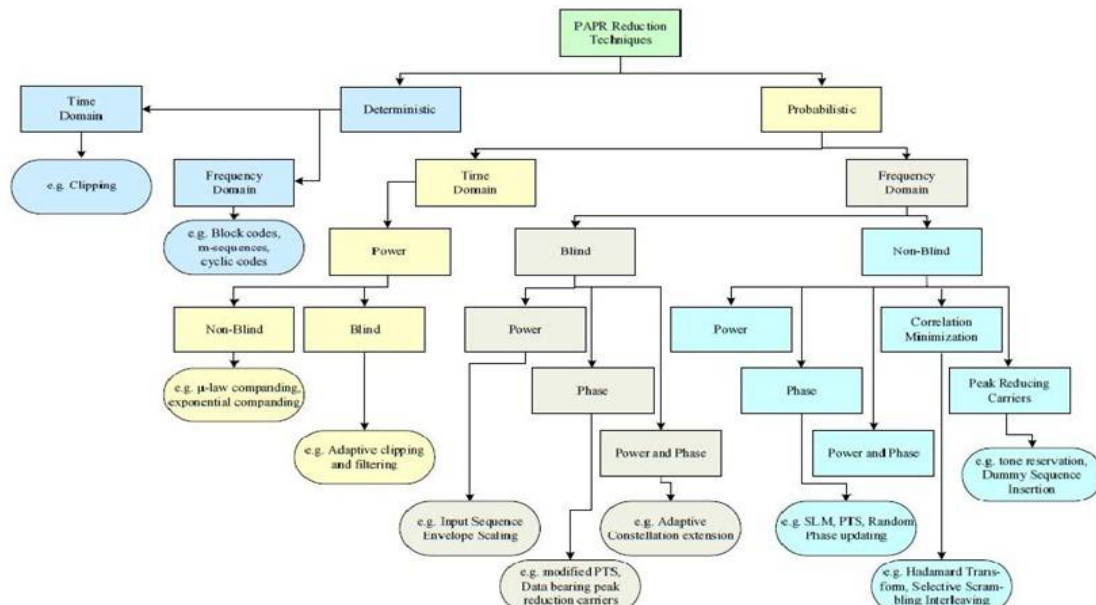 PAPR Reduction
Techniques
Time
Domain
Deterministic
Probabilistic
e.g. Clipping
Frequency
Domain
Time
Domain
Frequency
Domain
e.g. Block codes,
m-sequences,
cyclic codes
Power
Blind
Non-Blind
Non-Blind
Blind
Power
Power
Correlation
Minimization
e.g. μ-law companding,
exponential companding
Phase
Phase
Peak Reducing
Carriers
e.g. Adaptive clipping
and filtering
Power and Phase
Power and Phase
e.g. tone reservation,
Dummy Sequence
Insertion
e.g. Input Sequence
Envelope Scaling
e.g. Adaptive
Constellation extension
e.g. SLM, PTS, Random
Phase updating
e.g. modified PTS,
Data bearing peak
reduction carriers
e.g. Hadamard Trans-
form, Selective Scram-
bling Interleaving